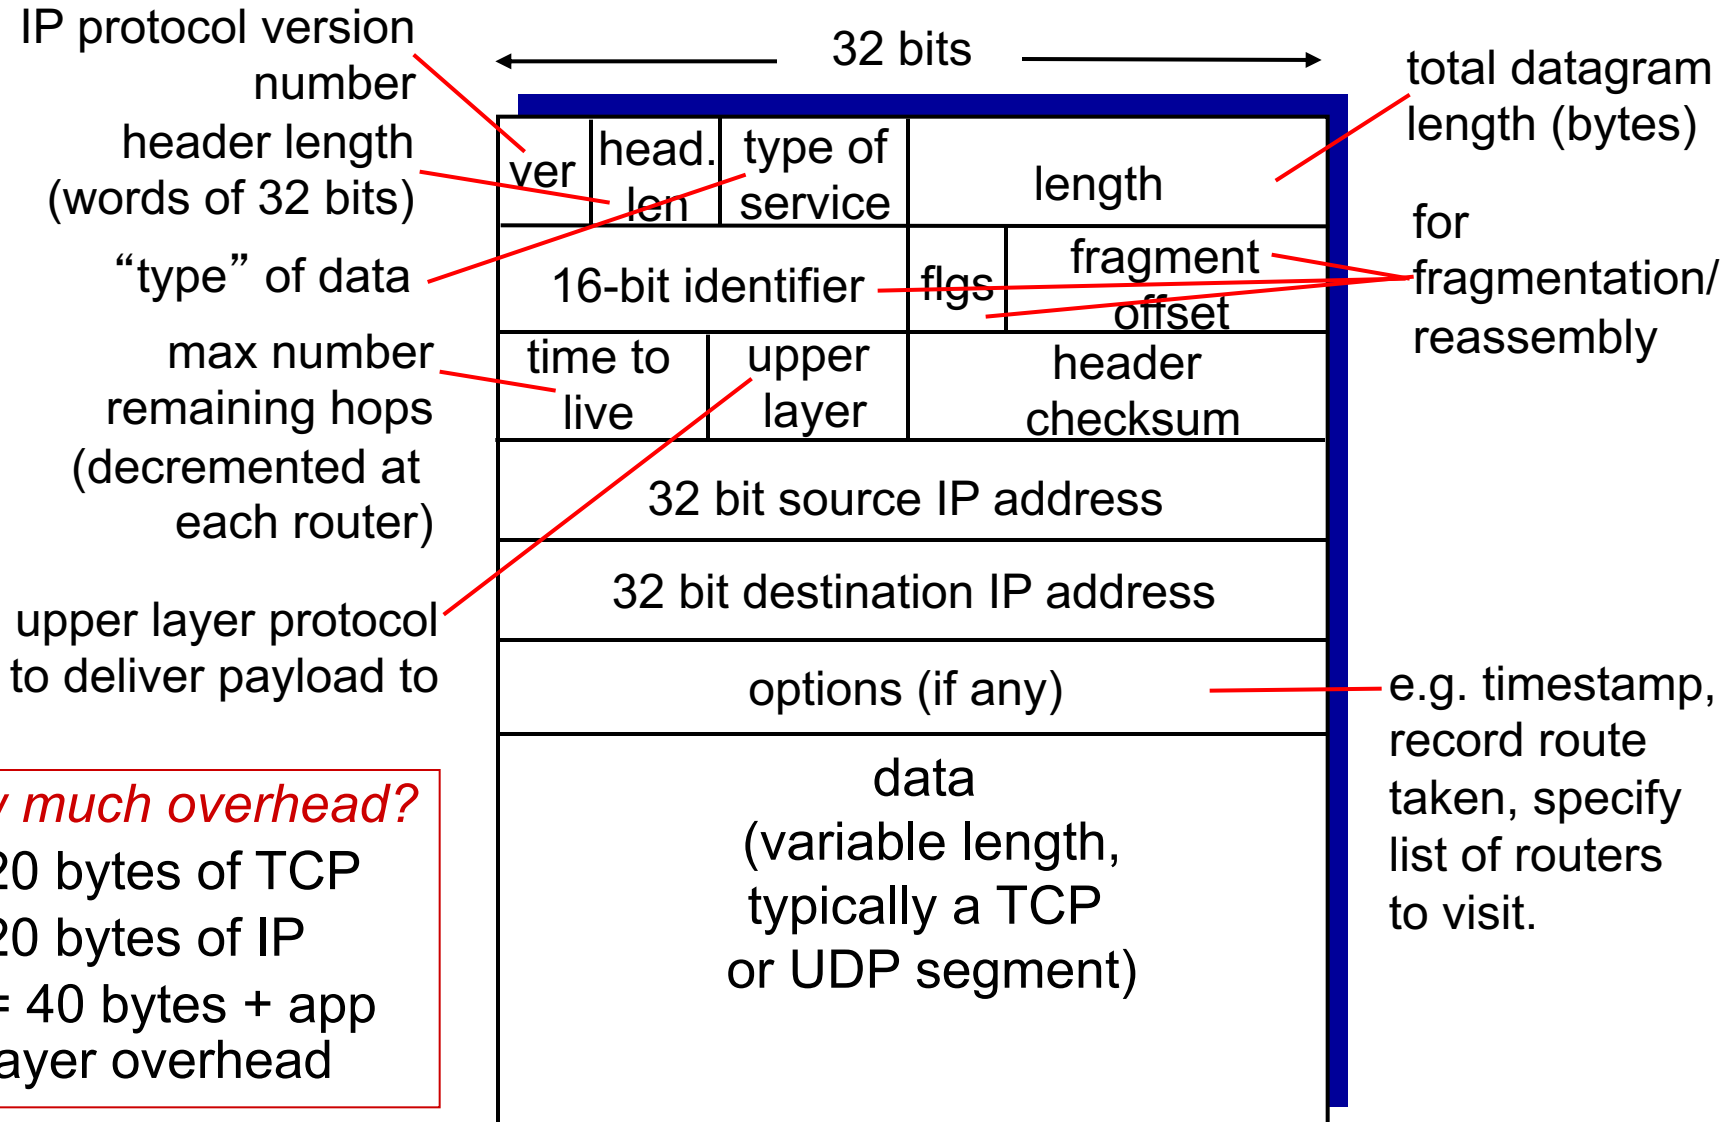 IP protocol version
number
header length
(words of 32 bits)
“type” of data
max number
remaining hops
(decremented at
each router)
upper layer protocol
to deliver payload to
much overhead?
20 bytes of TCP
20 bytes of IP
= 40 bytes + app
ayer overhead
32 bits
ver
head.
len
type of
service
length
16-bit identifier
flgs
fragment
offset
time to
live
upper
layer
header
checksum
32 bit source IP address
32 bit destination IP address
options (if any)
data
(variable length,
typically a TCP
or UDP segment)
total datagram
length (bytes)
for
fragmentation/
reassembly
e.g. timestamp,
record route
taken, specify
list of routers
to visit.